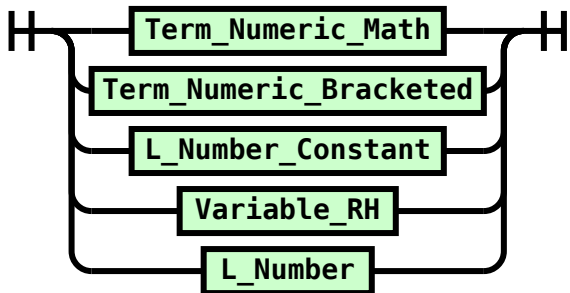 Term_Numeric_Math
Term_Numeric_Bracketed
L_Number_Constant
Variable_RH
L_Number